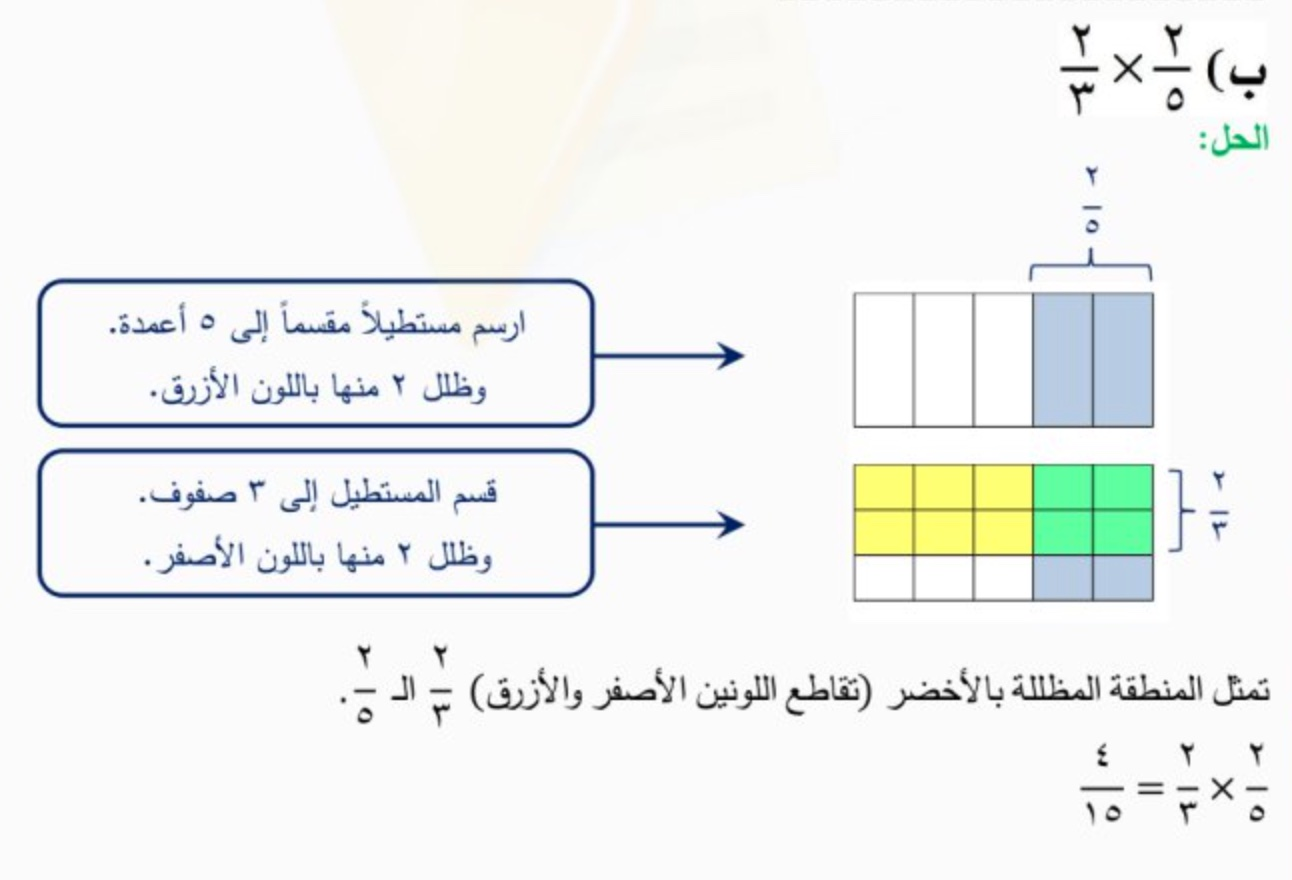 ب) ٢/٥ × ٢/٣
الحل:
٢/٥
ارسم مستطيلاً مقسماً إلى ٥ أعمدة.
وظلل ٢ منها باللون الأزرق.
قسم المستطيل إلى ٣ صفوف.
وظلل ٢ منها باللون الأصفر.
٢/٣
تمثل المنطقة المظللة بالأخضر (تقاطع اللونين الأصفر والأزرق) ٢/٣ الـ ٢/٥.
٢/٥ × ٢/٣ = ٤/١٥